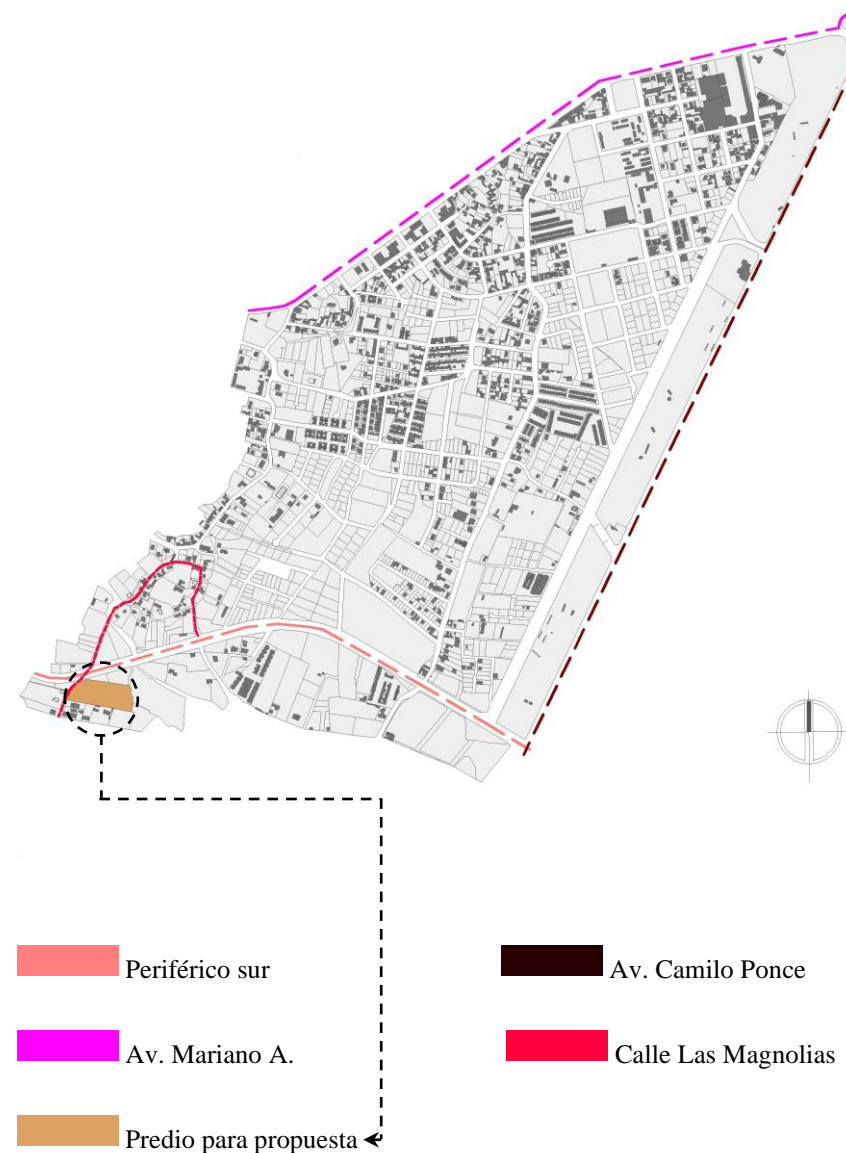 Periférico sur
Av. Camilo Ponce
Av. Mariano A.
Calle Las Magnolias
Predio para propuesta